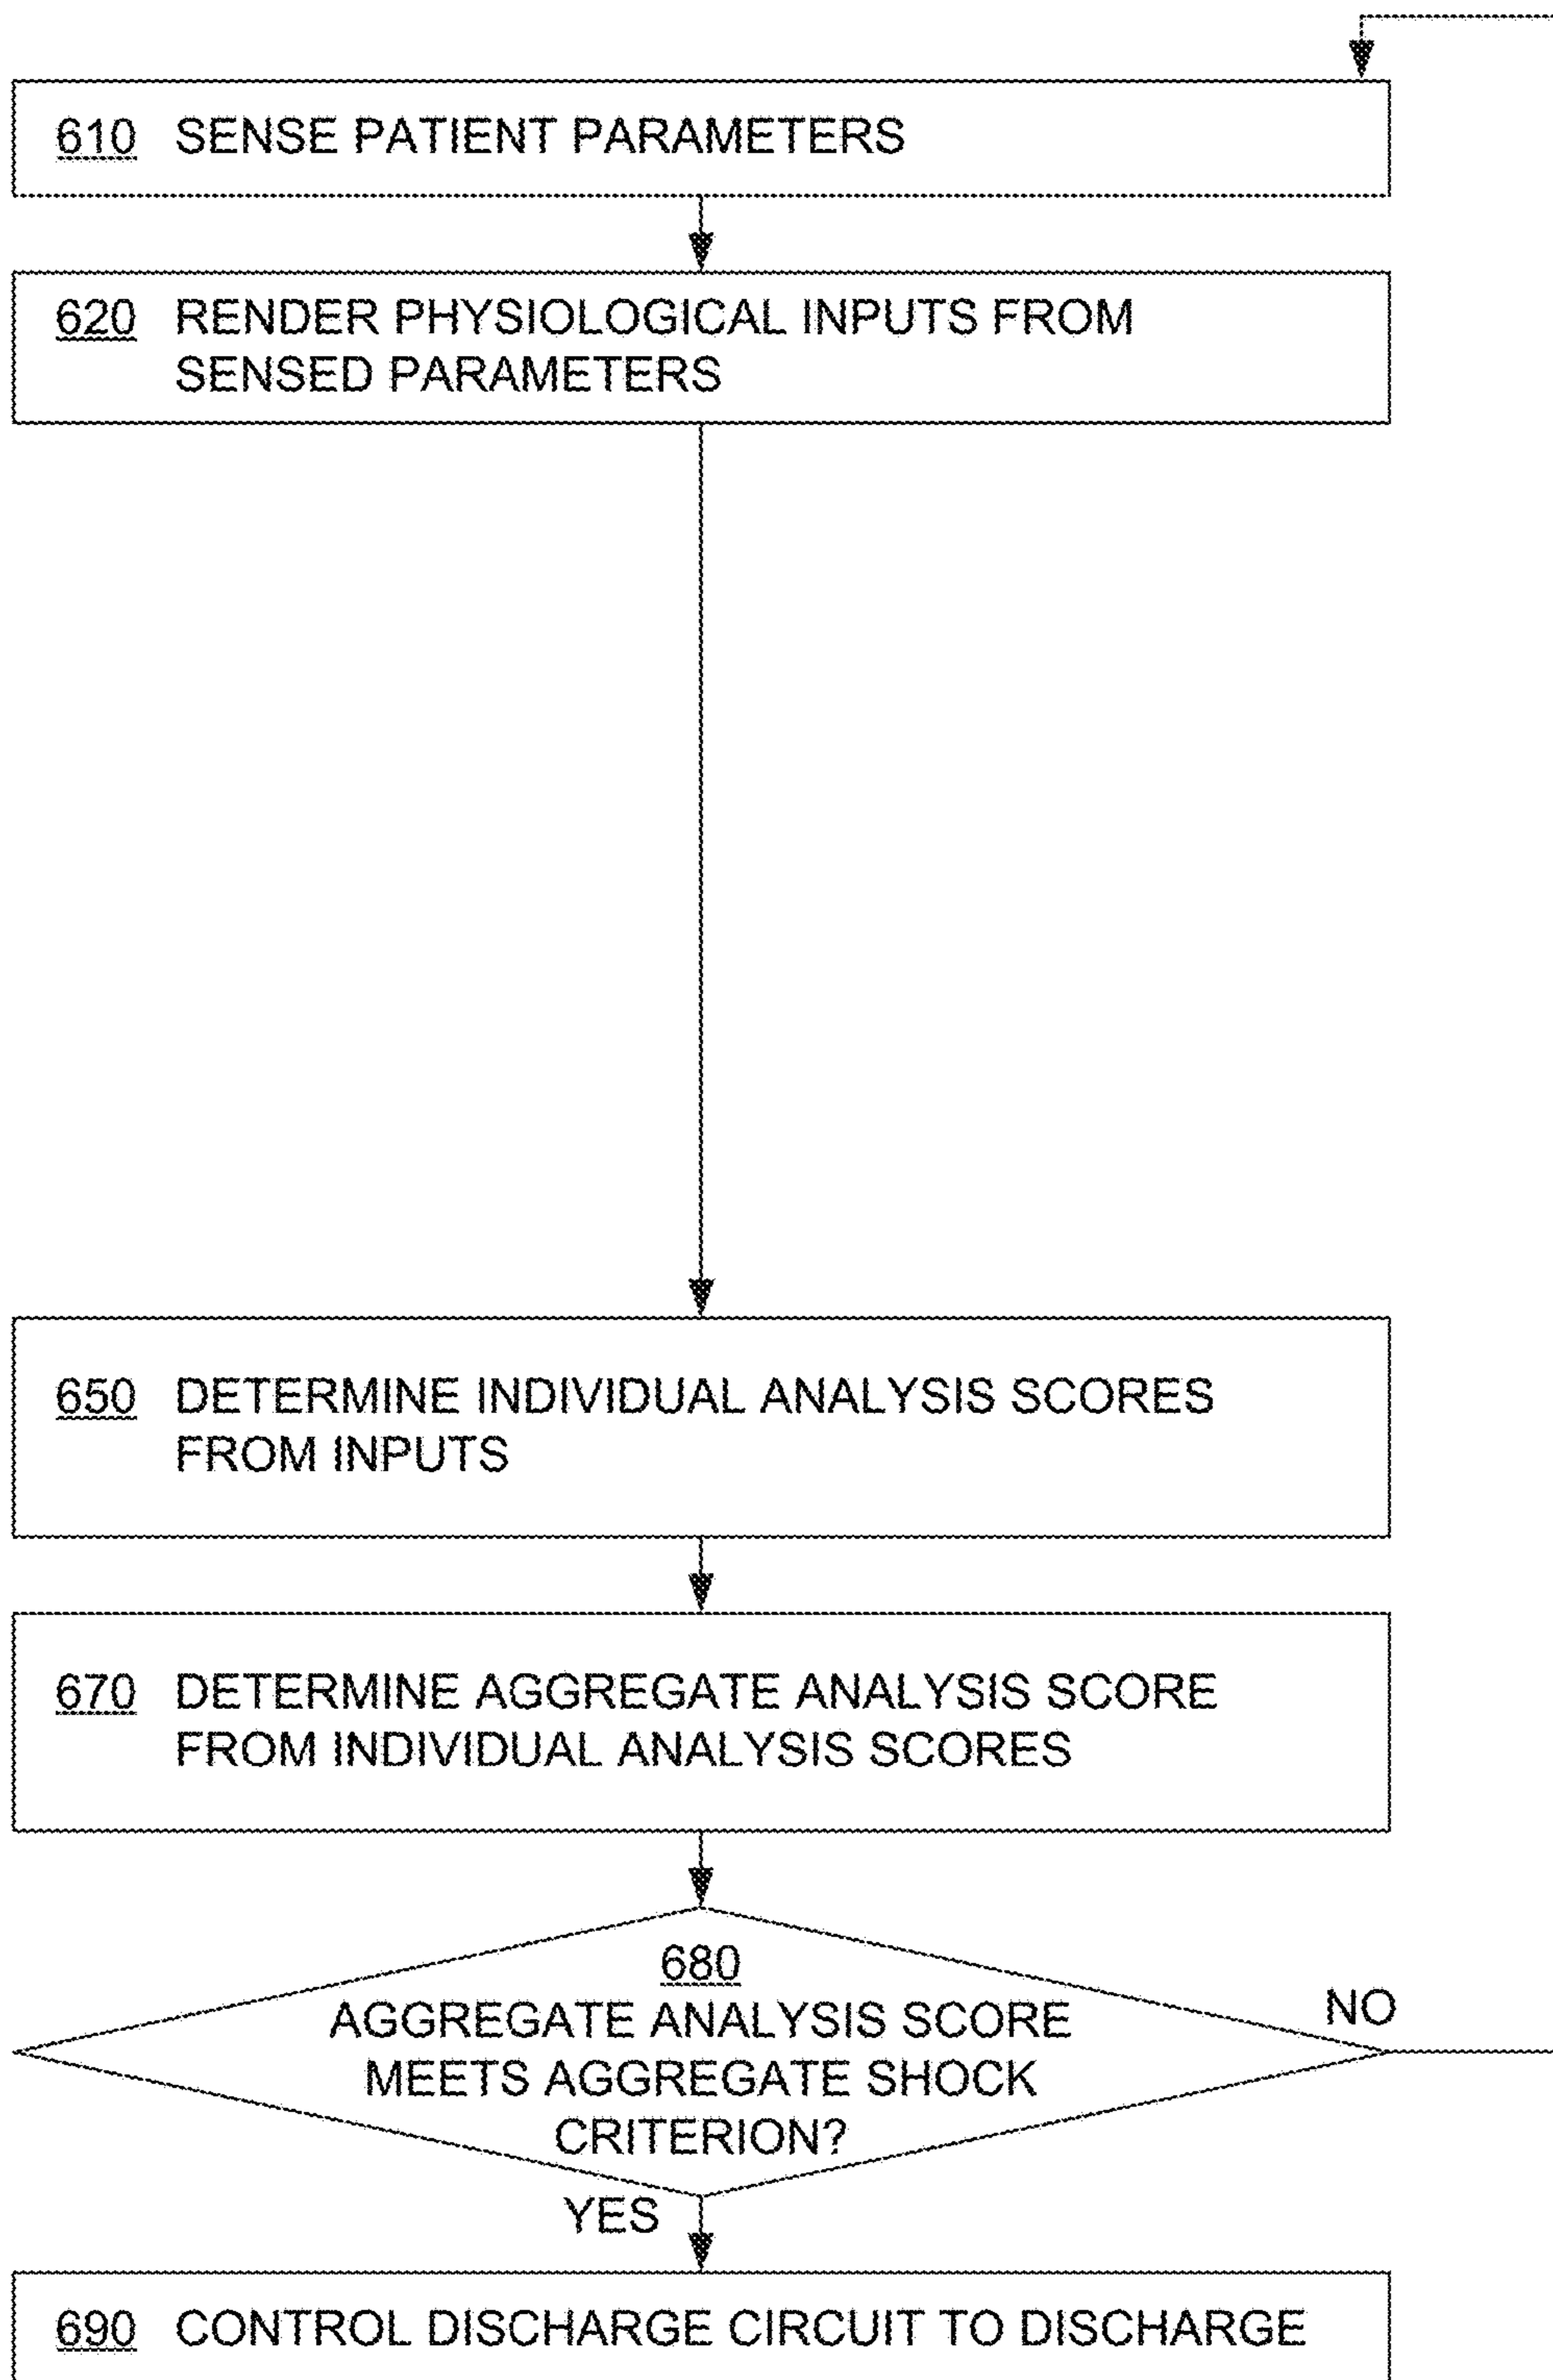 610 SENSE PATIENT PARAMETERS
620 RENDER PHYSIOLOGICAL INPUTS FROM
SENSED PARAMETERS
650 DETERMINE INDIVIDUAL ANALYSIS SCORES
FROM INPUTS
670 DETERMINE AGGREGATE ANALYSIS SCORE
FROM INDIVIDUAL ANALYSIS SCORES
680
AGGREGATE ANALYSIS SCORE
MEETS AGGREGATE SHOCK
CRITERION?
NO
YES
690 CONTROL DISCHARGE CIRCUIT TO DISCHARGE